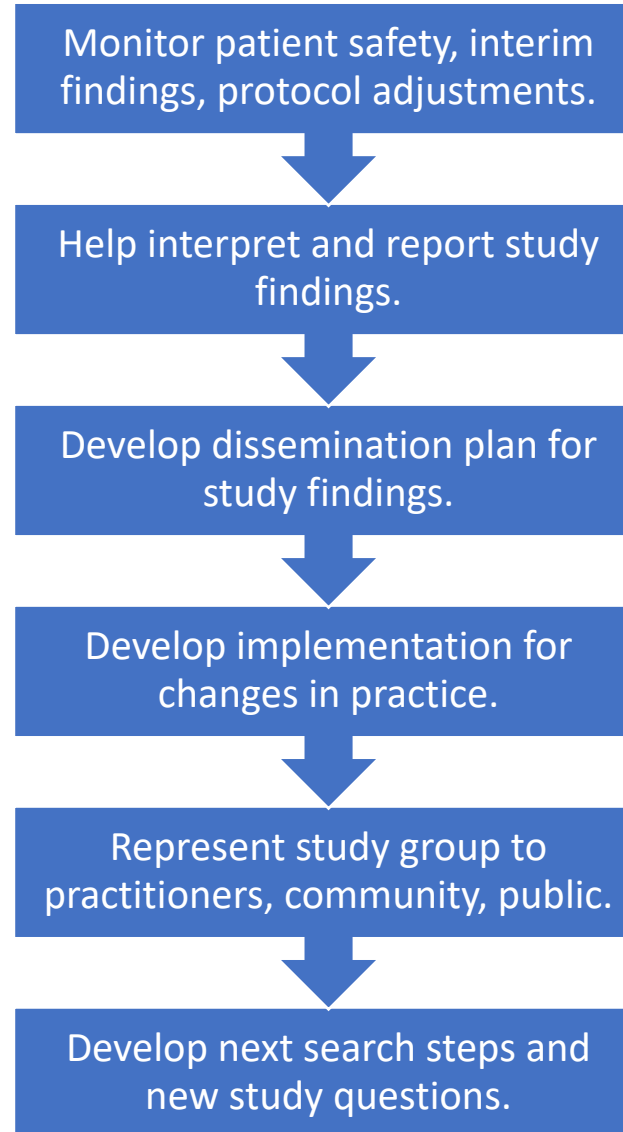 Monitor patient safety, interim
findings, protocol adjustments.
Help interpret and report study
findings.
Develop dissemination plan for
study findings.
Develop implementation for
changes in practice.
Represent study group to
practitioners, community, public.
Develop next search steps and
new study questions.